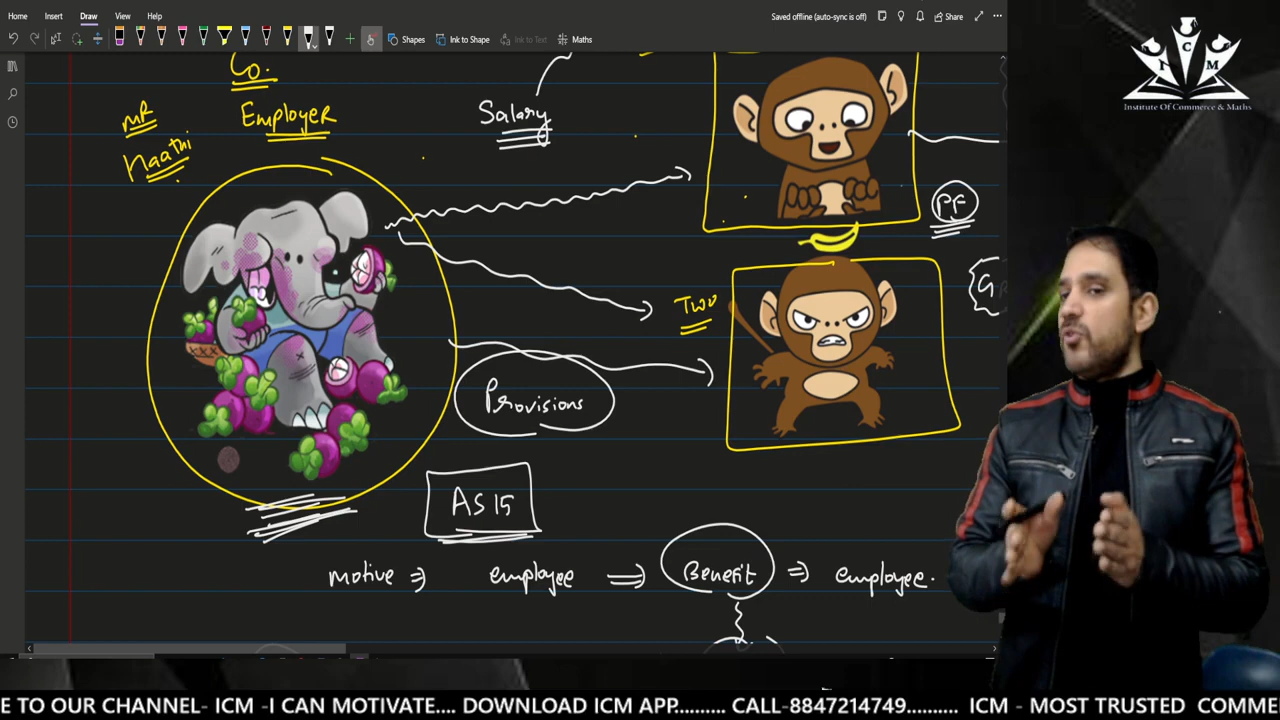 Home Insert Draw View Help
Saved offline (auto-sync is off) Share
Shapes Ink to Shape Ink to Text Maths
I C M
Institute Of Commerce & Maths
Co.
Employer
MR
Haathi
Salary
PF
Two
Provisions
AS 15
motive ⇒ employee ⇒ Benefit ⇒ employee.
E TO OUR CHANNEL- ICM -I CAN MOTIVATE.... DOWNLOAD ICM APP.......... CALL-8847214749.......... ICM - MOST TRUSTED COMME